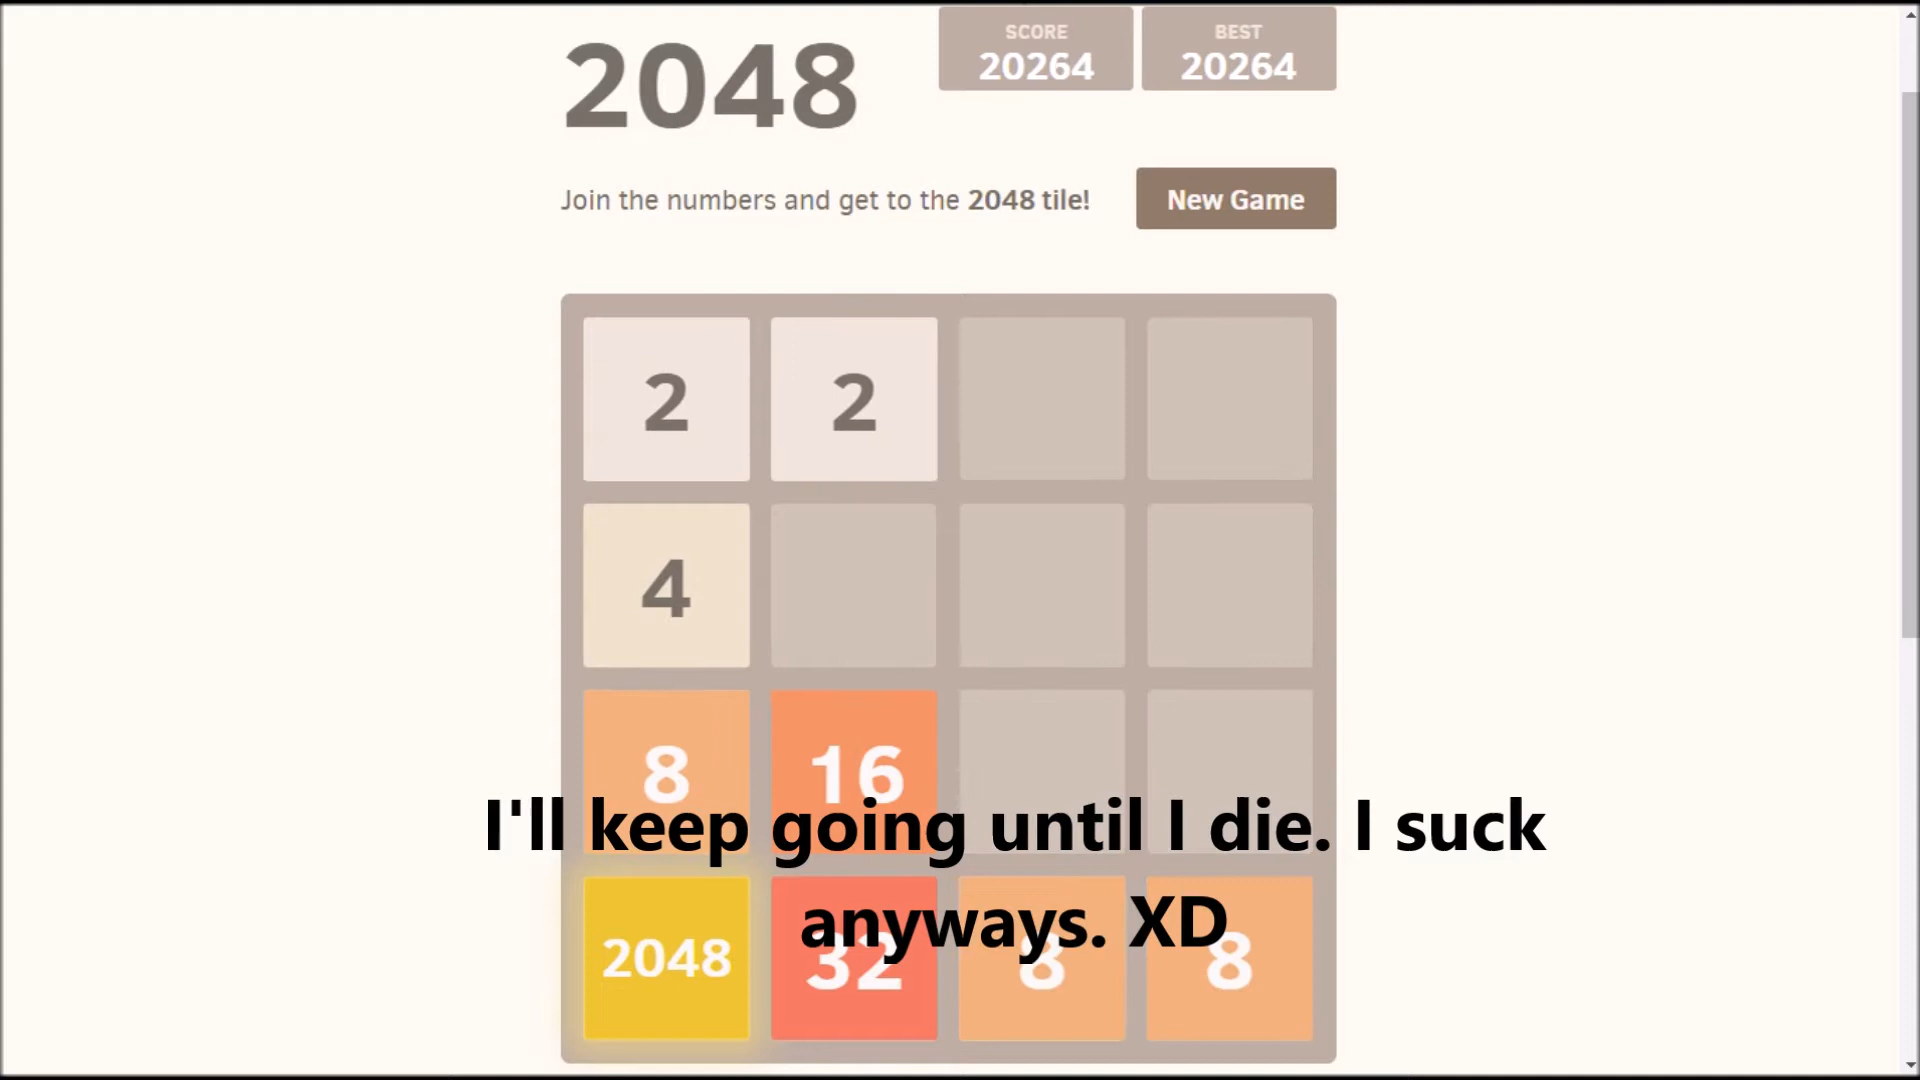 2048
SCORE
20264
BEST
20264
Join the numbers and get to the 2048 tile!
New Game
2 2
4
8 16
I'll keep going until I die. I suck
anyways. XD
2048 32 8 8